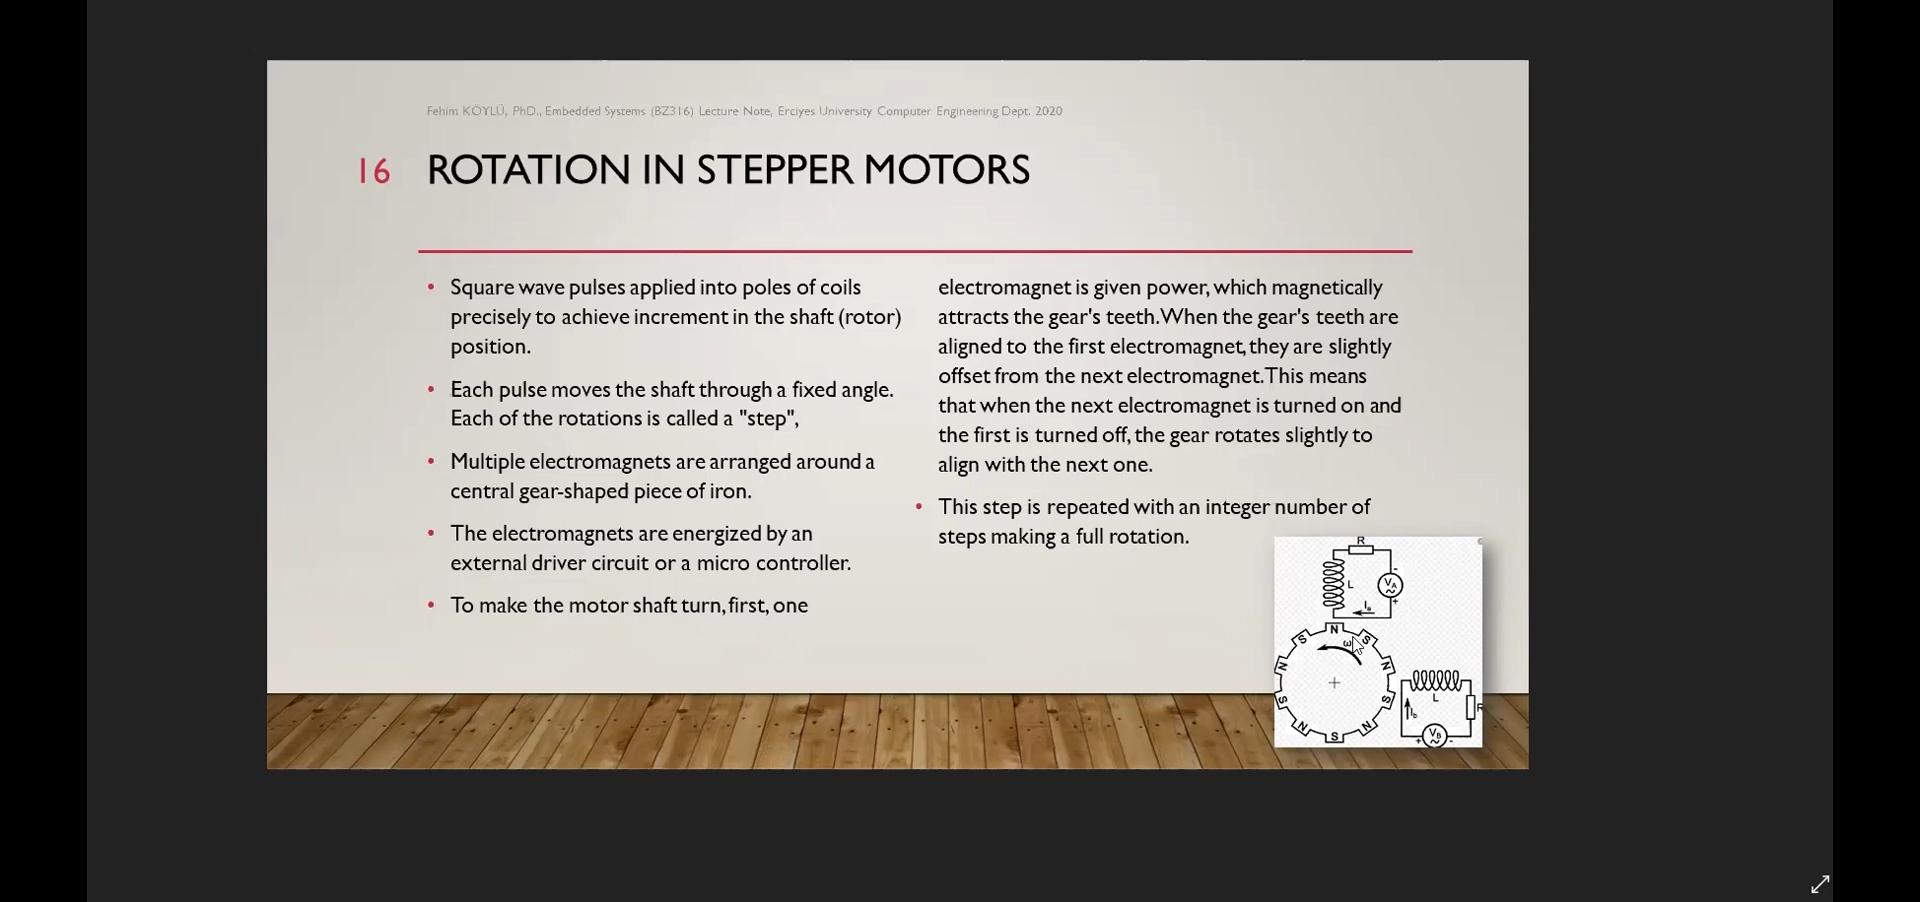 Fehim KÖYLÜ, PhD., Embedded Systems (BZ316) Lecture Note, Erciyes University Computer Engineering Dept. 2020
16 ROTATION IN STEPPER MOTORS
• Square wave pulses applied into poles of coils
precisely to achieve increment in the shaft (rotor)
position.
• Each pulse moves the shaft through a fixed angle.
Each of the rotations is called a "step",
• Multiple electromagnets are arranged around a
central gear-shaped piece of iron.
• The electromagnets are energized by an
external driver circuit or a micro controller.
• To make the motor shaft turn, first, one
electromagnet is given power, which magnetically
attracts the gear's teeth. When the gear's teeth are
aligned to the first electromagnet, they are slightly
offset from the next electromagnet. This means
that when the next electromagnet is turned on and
the first is turned off, the gear rotates slightly to
align with the next one.
• This step is repeated with an integer number of
steps making a full rotation.
R
L
VA
-
+
Ia
N
S
S
ω
N
N
S
S
N
N
S
L
R
Ib
VB
+
-